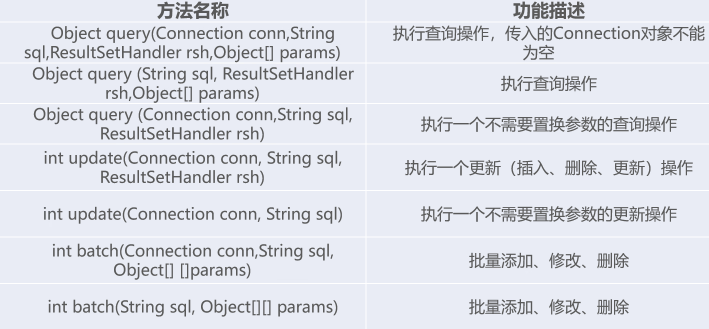 方法名称
功能描述
Object query(Connection conn,String
sql,ResultSetHandler rsh,Object[] params)
执行查询操作，传入的Connection对象不能
为空
Object query (String sql, ResultSetHandler
rsh,Object[] params)
执行查询操作
Object query (Connection conn,String sql,
ResultSetHandler rsh)
执行一个不需要置换参数的查询操作
int update(Connection conn, String sql,
ResultSetHandler rsh)
执行一个更新（插入、删除、更新）操作
int update(Connection conn, String sql)
执行一个不需要置换参数的更新操作
int batch(Connection conn,String sql,
Object[] []params)
批量添加、修改、删除
int batch(String sql, Object[][] params)
批量添加、修改、删除